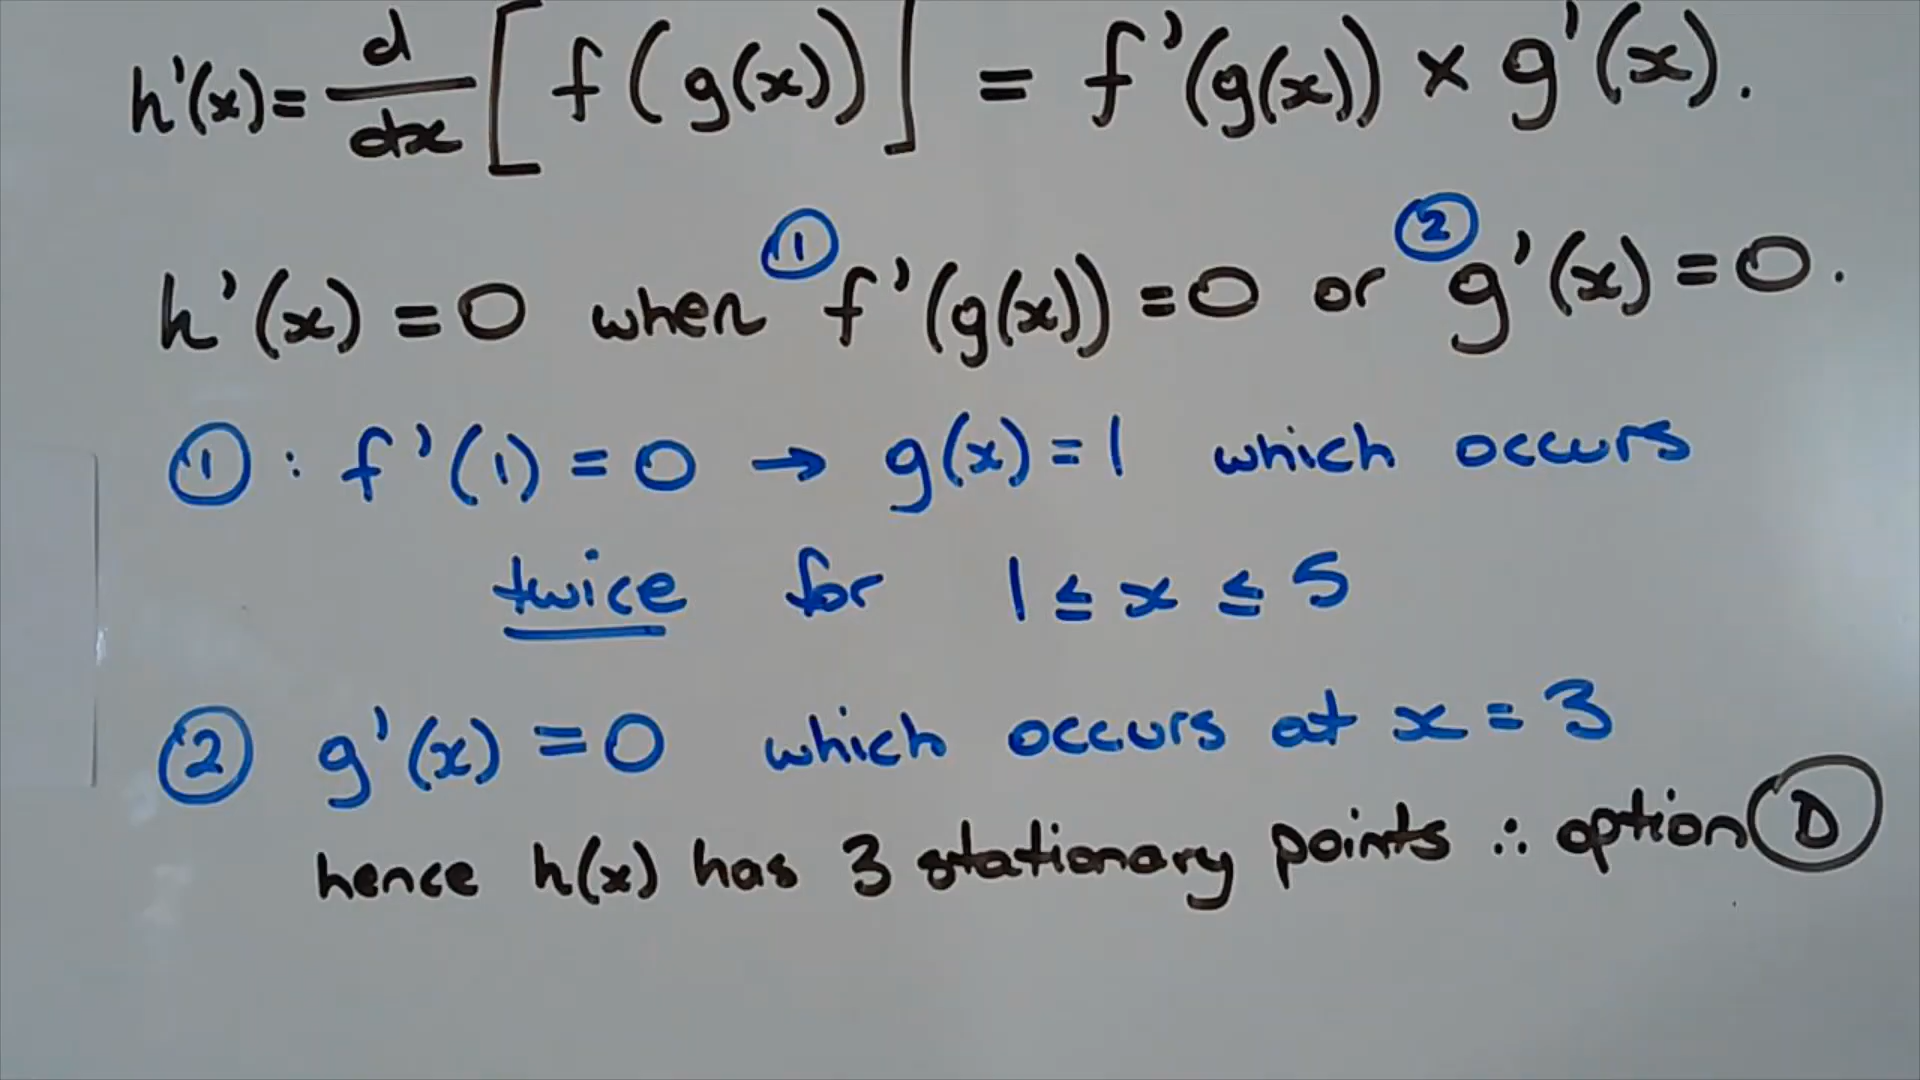 h'(x) = d/dx [f(g(x))] = f'(g(x)) × g'(x).
h'(x) = 0 when ① f'(g(x)) = 0 or ② g'(x) = 0.
① : f'(1) = 0 → g(x) = 1 which occurs
twice for 1 ≤ x ≤ 5
② g'(x) = 0 which occurs at x = 3
hence h(x) has 3 stationary points ∴ option D